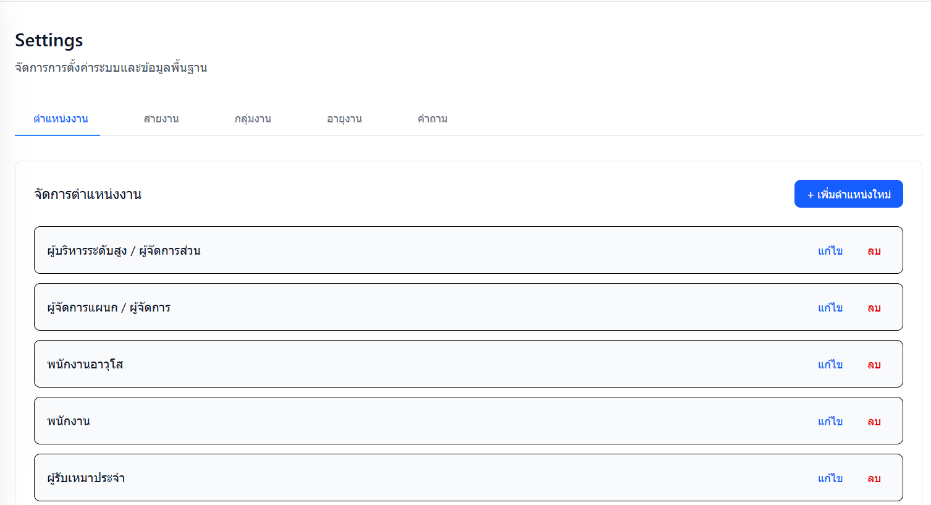 Settings
จัดการการตั้งค่าระบบและข้อมูลพื้นฐาน
ตำแหน่งงาน สายงาน กลุ่มงาน อายุงาน คำถาม
จัดการตำแหน่งงาน + เพิ่มตำแหน่งใหม่
ผู้บริหารระดับสูง / ผู้จัดการส่วน แก้ไข ลบ
ผู้จัดการแผนก / ผู้จัดการ แก้ไข ลบ
พนักงานอาวุโส แก้ไข ลบ
พนักงาน แก้ไข ลบ
ผู้รับเหมาประจำ แก้ไข ลบ